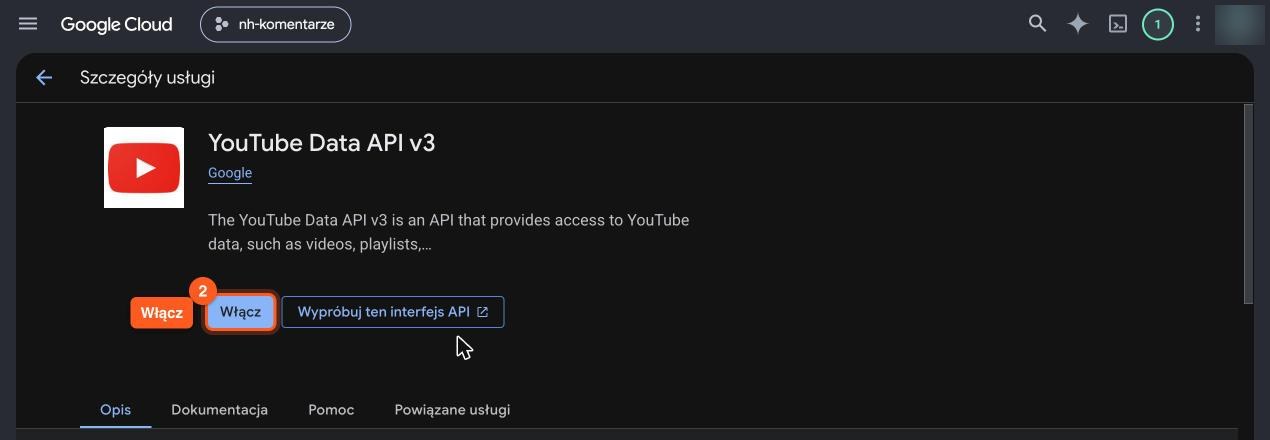 Google Cloud
nh-komentarze
1
Szczegóły usługi
YouTube Data API v3
Google
The YouTube Data API v3 is an API that provides access to YouTube
data, such as videos, playlists,…
2
Włącz
Włącz
Wypróbuj ten interfejs API
Opis
Dokumentacja
Pomoc
Powiązane usługi